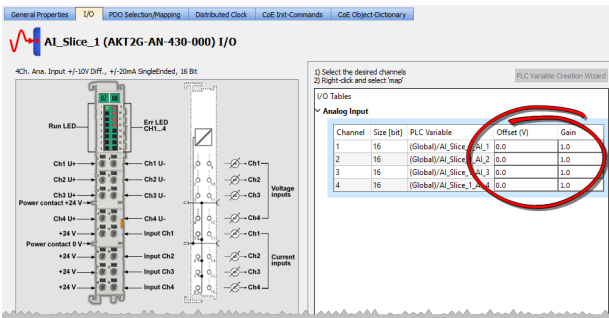 General Properties I/O PDO Selection/Mapping Distributed Clock CoE Init-Commands CoE Object-Dictionary
AI_Slice_1 (AKT2G-AN-430-000) I/O
4Ch. Ana. Input +/-10V Diff., +/-20mA SingleEnded, 16 Bit
Run LED
Err LED
CH1...4
Ch1 U+ Ch1 U- Ch1
Ch2 U+ Ch2 U- Ch2
Ch3 U+ Ch3 U- Ch3
Voltage
inputs
Power contact +24 V
Ch4 U+ Ch4 U- Ch4
+24 V Input Ch1 Ch1
Power contact 0 V
+24 V Input Ch2 Ch2
Current
inputs
+24 V Input Ch3 Ch3
+24 V Input Ch4 Ch4
1) Select the desired channels
2) Right-click and select 'map'
PLC Variable Creation Wizard
I/O Tables
Analog Input
Channel Size [bit] PLC Variable Offset (V) Gain
1 16 (Global)/AI_Slice_1_AI_1 0.0 1.0
2 16 (Global)/AI_Slice_1_AI_2 0.0 1.0
3 16 (Global)/AI_Slice_1_AI_3 0.0 1.0
4 16 (Global)/AI_Slice_1_AI_4 0.0 1.0